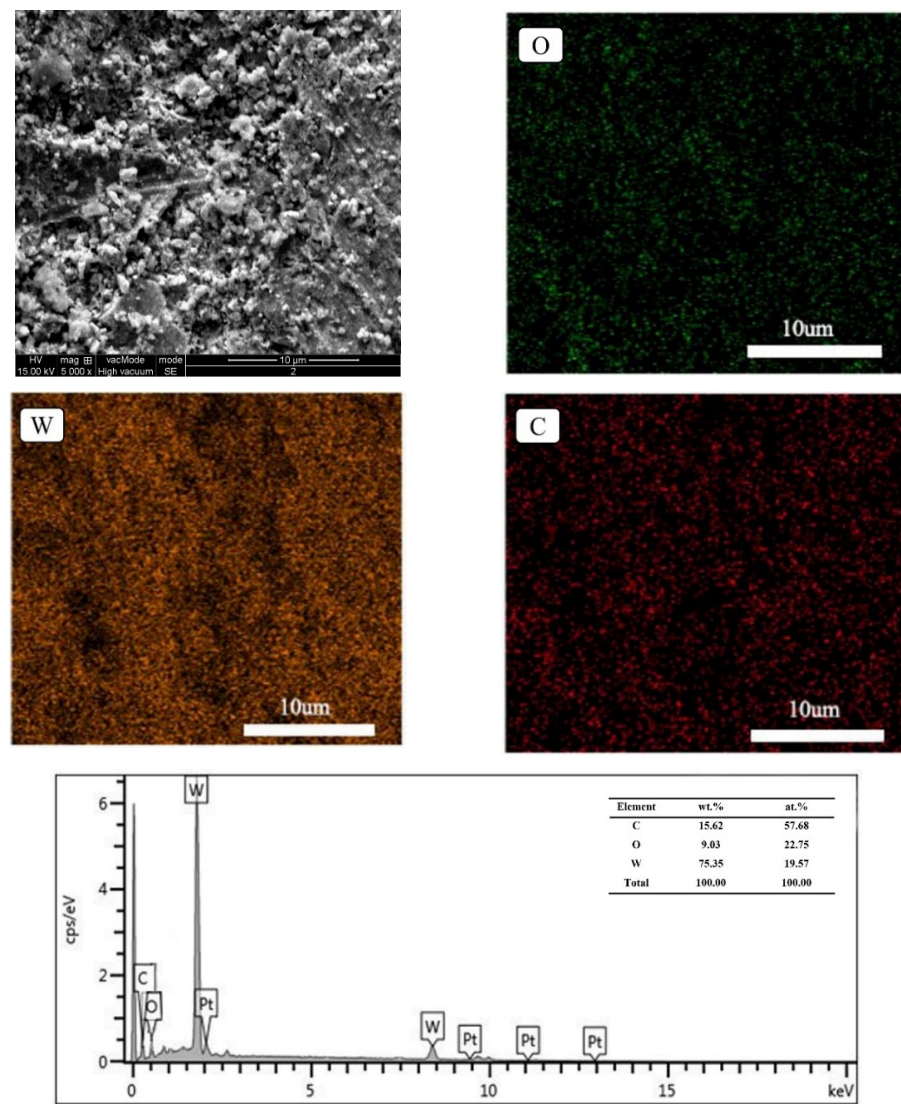 O
HV mag ⊞ vacMode mode 10 µm
15.00 kV 5 000 x High vacuum SE 2
10um
W
C
10um
10um
Element wt.% at.%
C 15.62 57.68
O 9.03 22.75
W 75.35 19.57
Total 100.00 100.00
cps/eV
6
4
2
0
W
C
O
Pt
W
Pt
Pt
Pt
0 5 10 15 keV